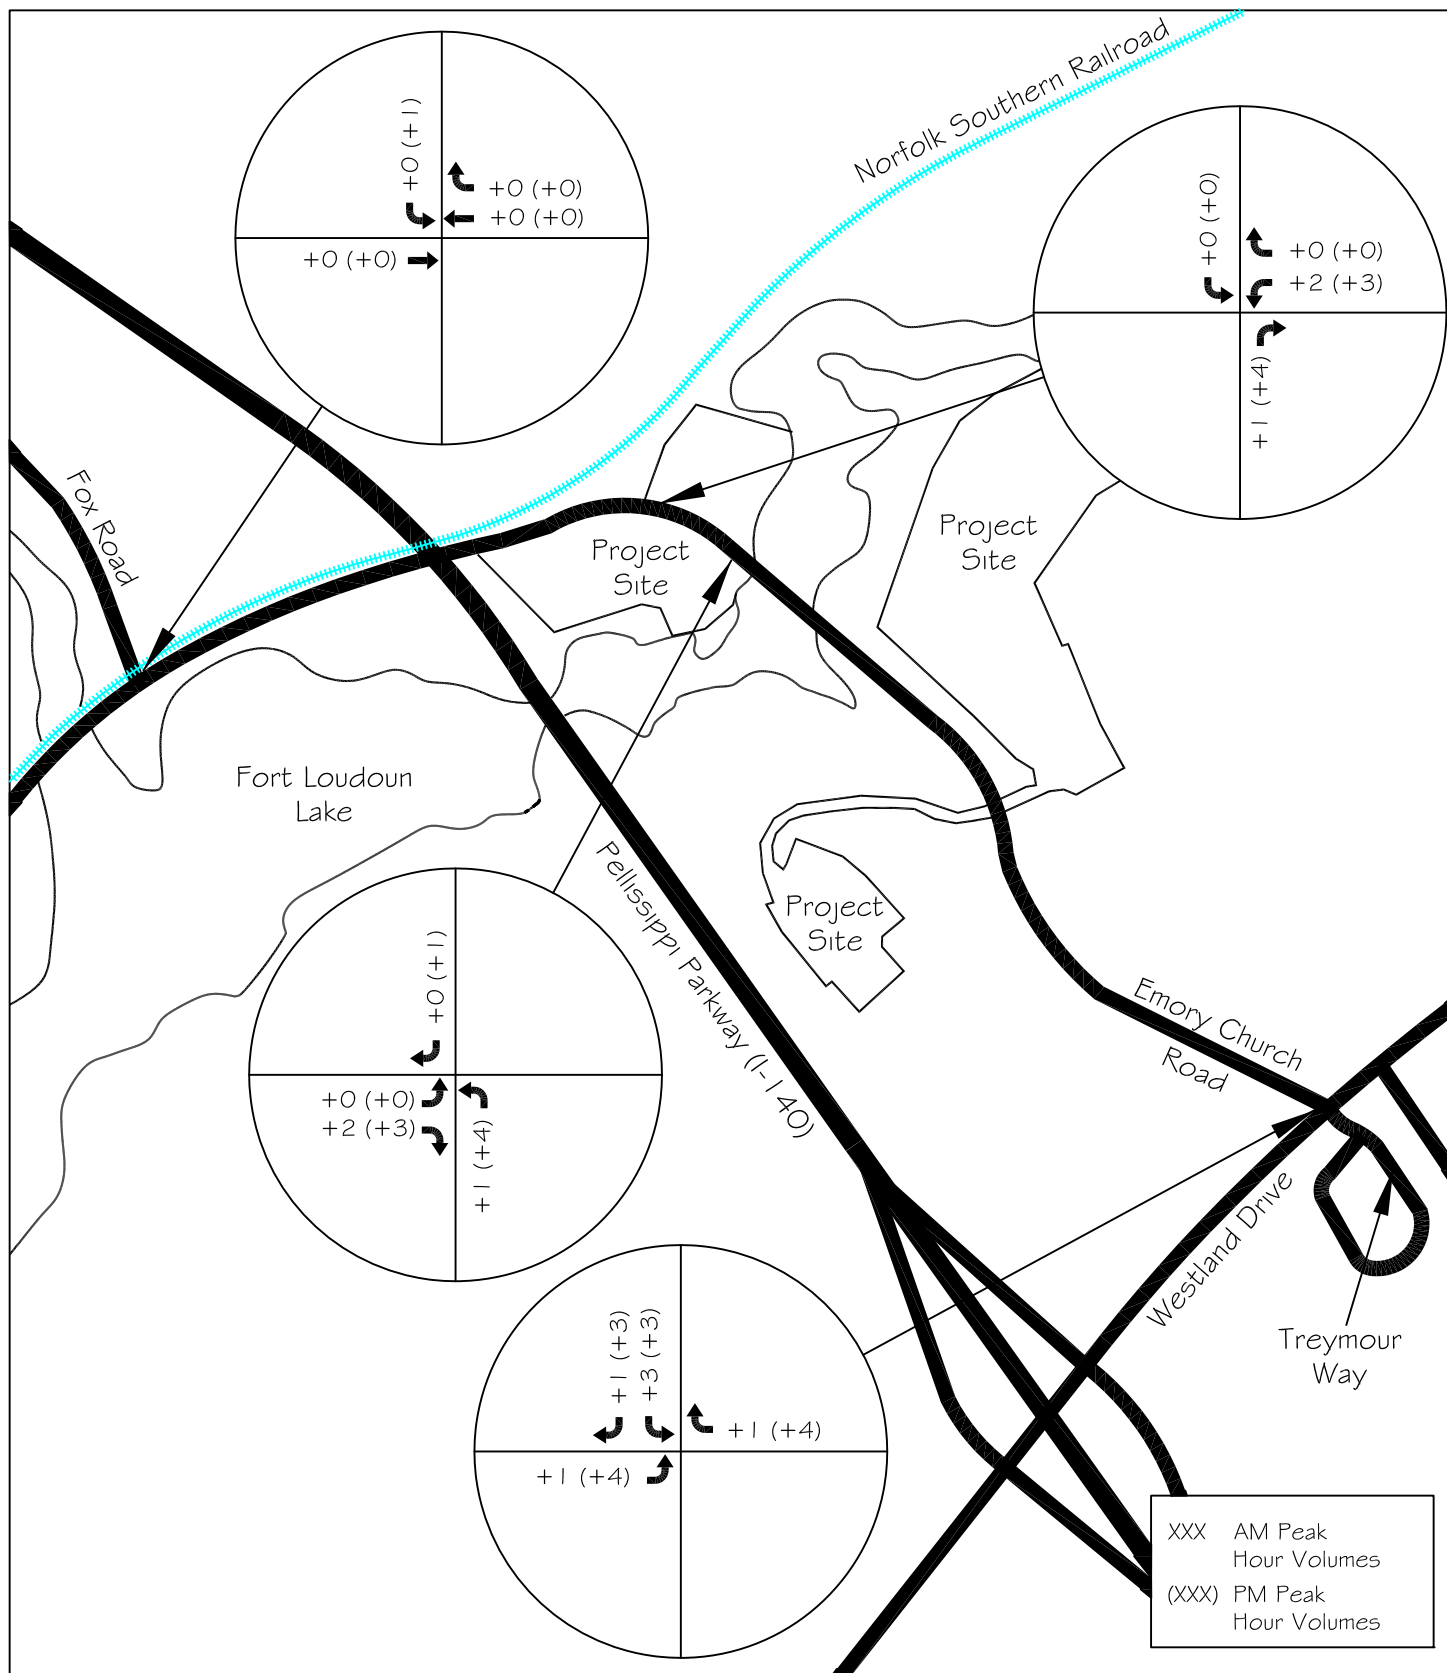 Norfolk Southern Railroad
+0 (+1)
+0 (+0)
+0 (+0)
+0 (+0)
+0 (+0)
+0 (+0)
+2 (+3)
+1 (+4)
Fox Road
Project
Site
Project
Site
Fort Loudoun
Lake
Pellissippi Parkway (I-140)
Project
Site
+0 (+1)
+0 (+0)
+2 (+3)
+1 (+4)
Emory Church
Road
Westland Drive
Treymour
Way
+1 (+3)
+3 (+3)
+1 (+4)
+1 (+4)
XXX AM Peak
Hour Volumes
(XXX) PM Peak
Hour Volumes